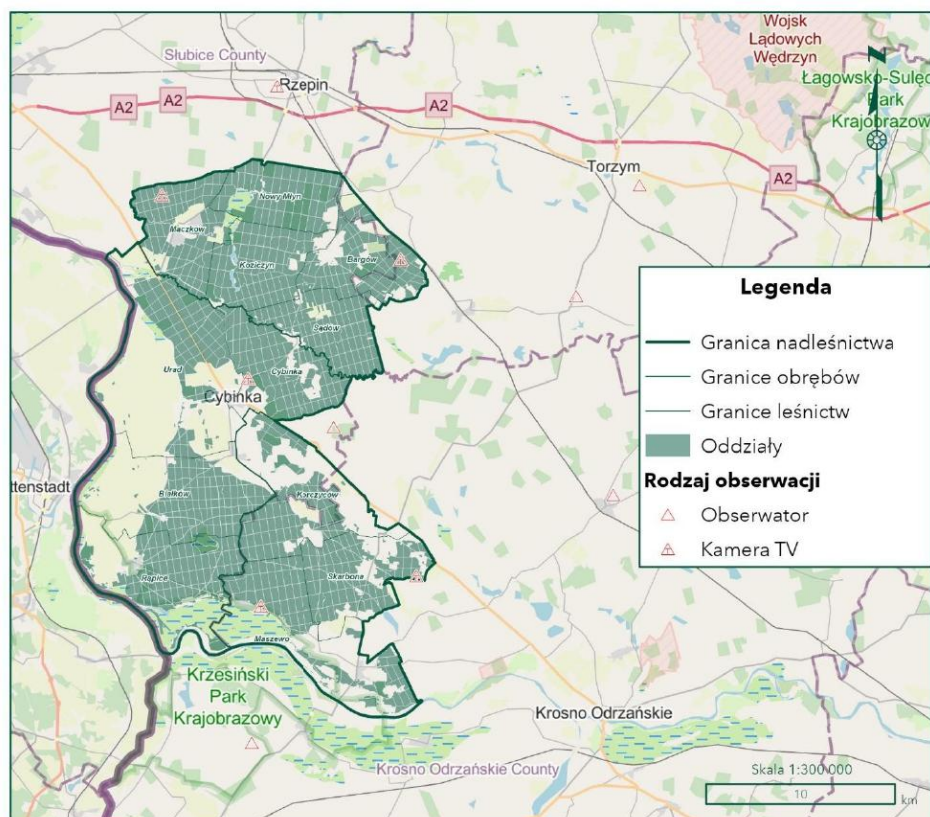 Wojsk
Lądowych
Wędrzyn
Łagowsko-Sulęc
Park
Krajobrazow
Słubice County
Rzepin
A2
A2
A2
A2
Torzym
Nowy Młyn
Maczków
Koziczyn
Bargów
Sądów
Urad
Cybinka
Cybinka
ttenstadt
Białków
Korczyców
Rąpice
Skarbona
Maszewo
Krzesiński
Park
Krajobrazowy
Krosno Odrzańskie
Krosno Odrzańskie County
Legenda
Granica nadleśnictwa
Granice obrębów
Granice leśnictw
Oddziały
Rodzaj obserwacji
Obserwator
Kamera TV
Skala 1:300 000
10
km